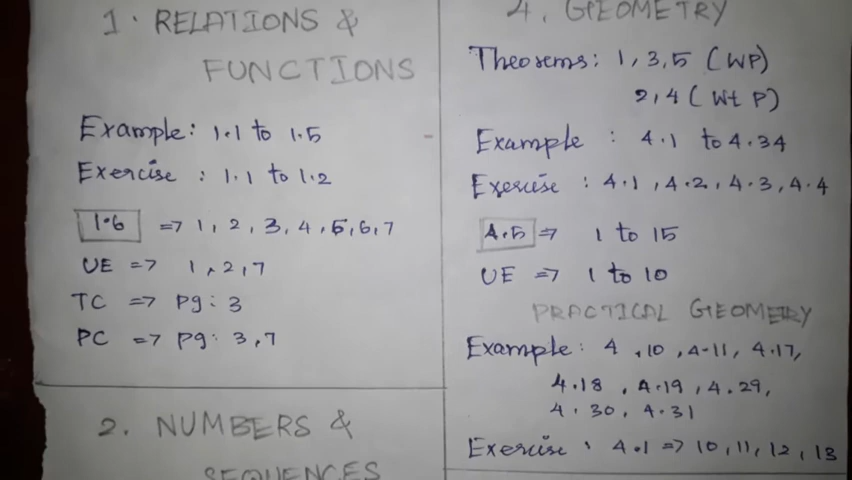 1. RELATIONS &
FUNCTIONS
Example: 1.1 to 1.5
Exercise : 1.1 to 1.2
1.6 => 1, 2, 3, 4, 5, 6, 7
UE => 1, 2, 7
TC => Pg: 3
PC => Pg: 3, 7
2. NUMBERS &
SEQUENCES
4. GEOMETRY
Theorems: 1, 3, 5 (WP)
2, 4 (Wt P)
Example : 4.1 to 4.34
Exercise : 4.1, 4.2, 4.3, 4.4
4.5 => 1 to 15
UE => 1 to 10
PRACTICAL GEOMETRY
Example: 4.10, 4.11, 4.17,
4.18, 4.19, 4.29,
4.30, 4.31
Exercise : 4.1 => 10, 11, 12, 13